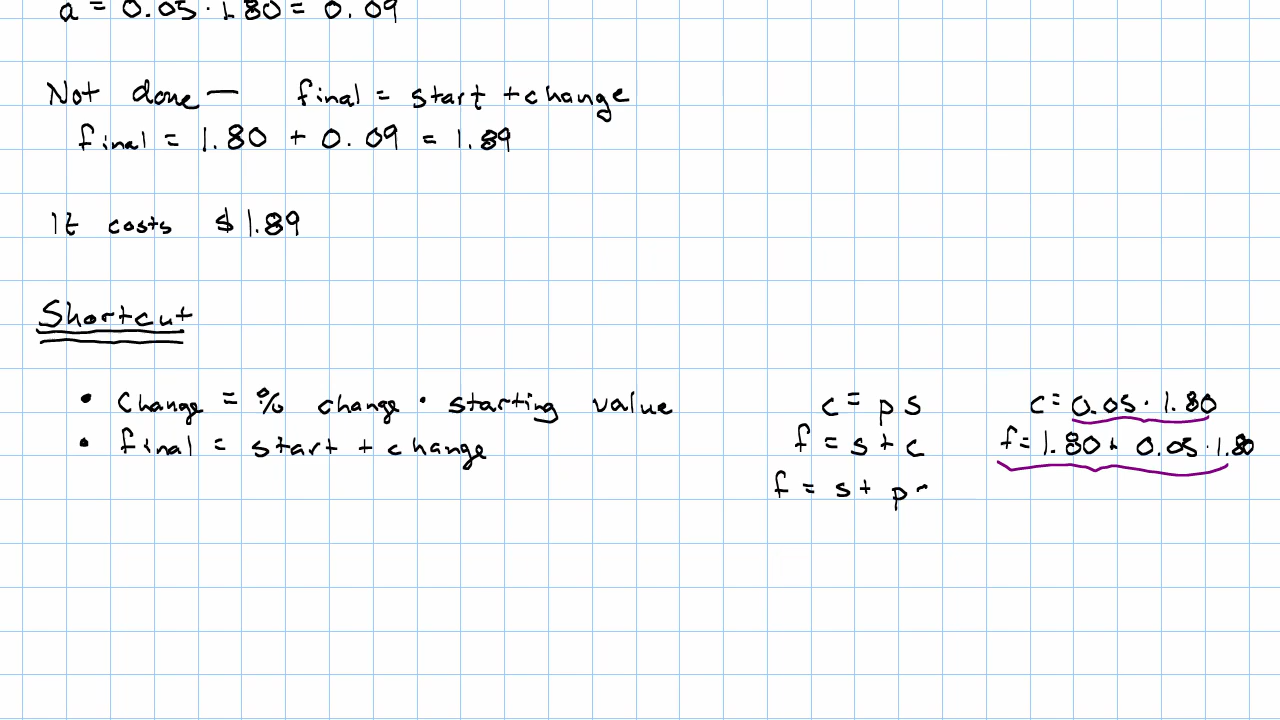 a = 0.05 · 1.80 = 0.09
Not done — final = start + change
final = 1.80 + 0.09 = 1.89
It costs $1.89
Shortcut
• Change = % change · starting value
• final = start + change
c = p s
f = s + c
f = s + p
c = 0.05 · 1.80
f = 1.80 + 0.05 · 1.80